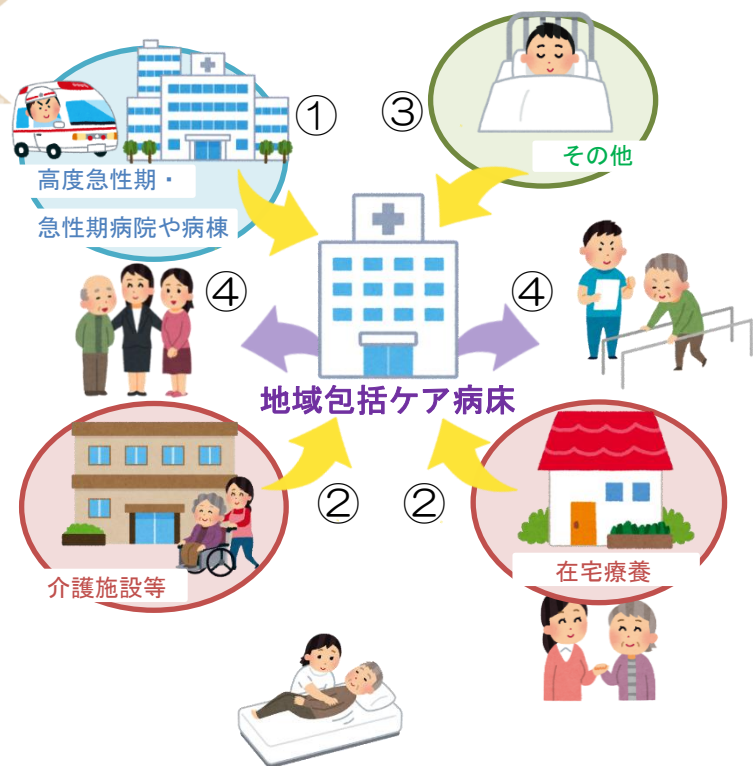 ①
③
その他
高度急性期・
急性期病院や病棟
④
④
地域包括ケア病床
②
②
介護施設等
在宅療養